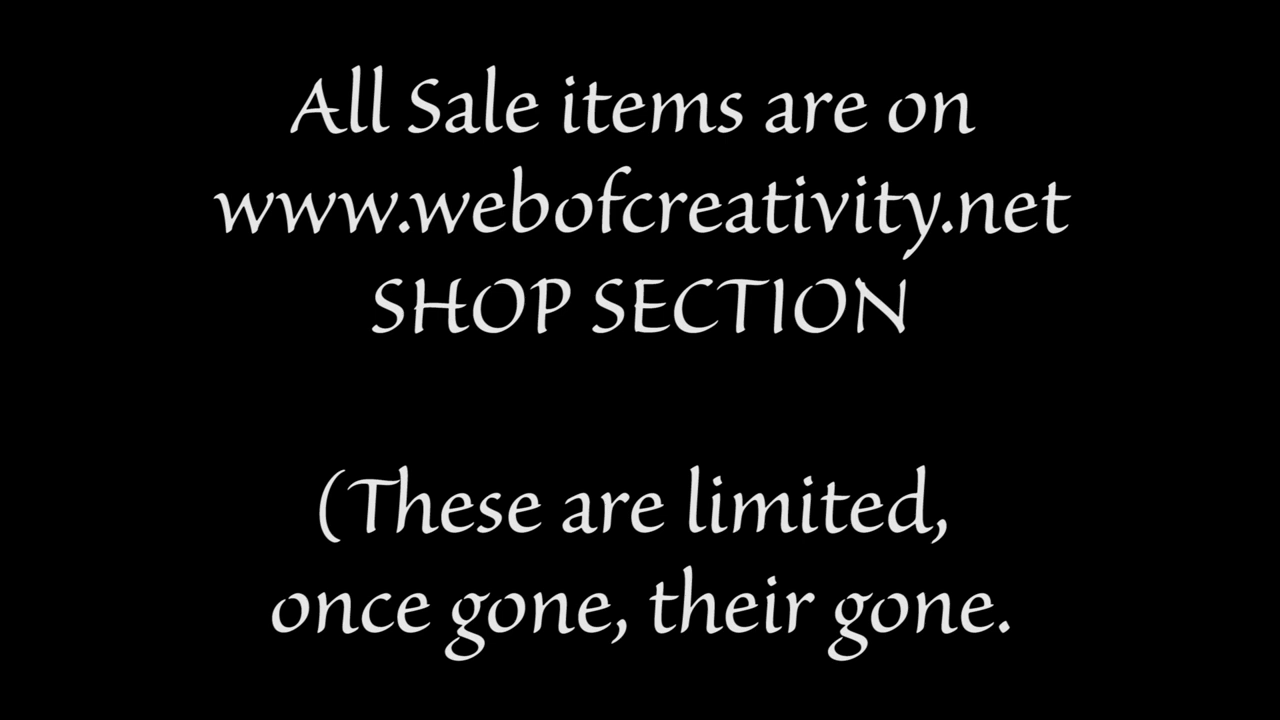 All Sale items are on
www.webofcreativity.net
SHOP SECTION
(These are limited,
once gone, their gone.